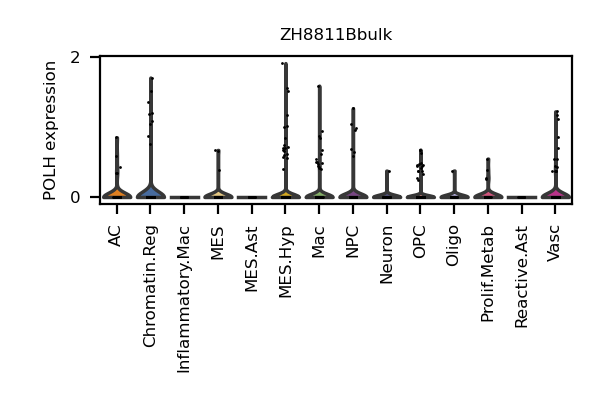 ZH8811Bbulk
POLH expression
2
0
AC
Chromatin.Reg
Inflammatory.Mac
MES
MES.Ast
MES.Hyp
Mac
NPC
Neuron
OPC
Oligo
Prolif.Metab
Reactive.Ast
Vasc